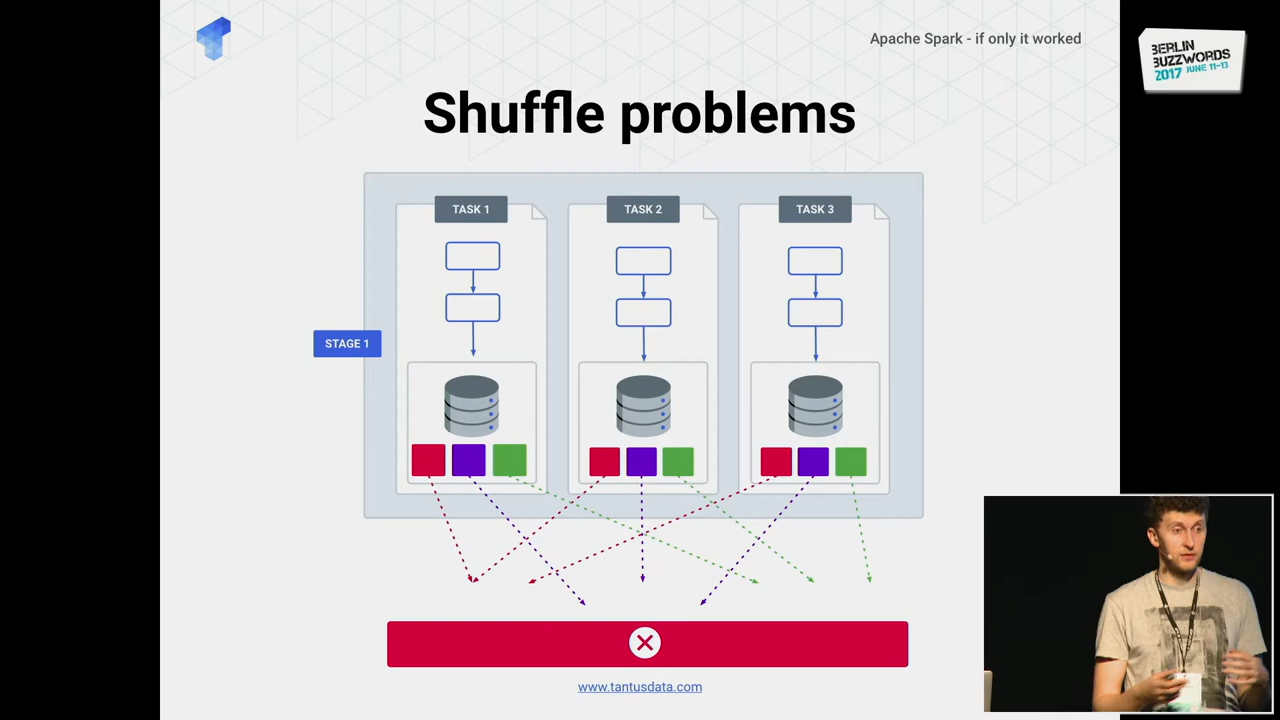 Apache Spark - if only it worked
BERLIN
BUZZWORDS
2017 JUNE 11-13
Shuffle problems
TASK 1
TASK 2
TASK 3
STAGE 1
www.tantusdata.com